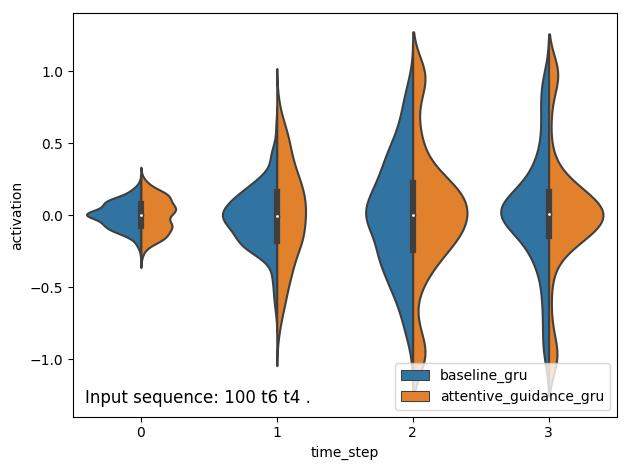 1.0
0.5
0.0
−0.5
−1.0
activation
Input sequence: 100 t6 t4 .
baseline_gru
attentive_guidance_gru
0 1 2 3
time_step